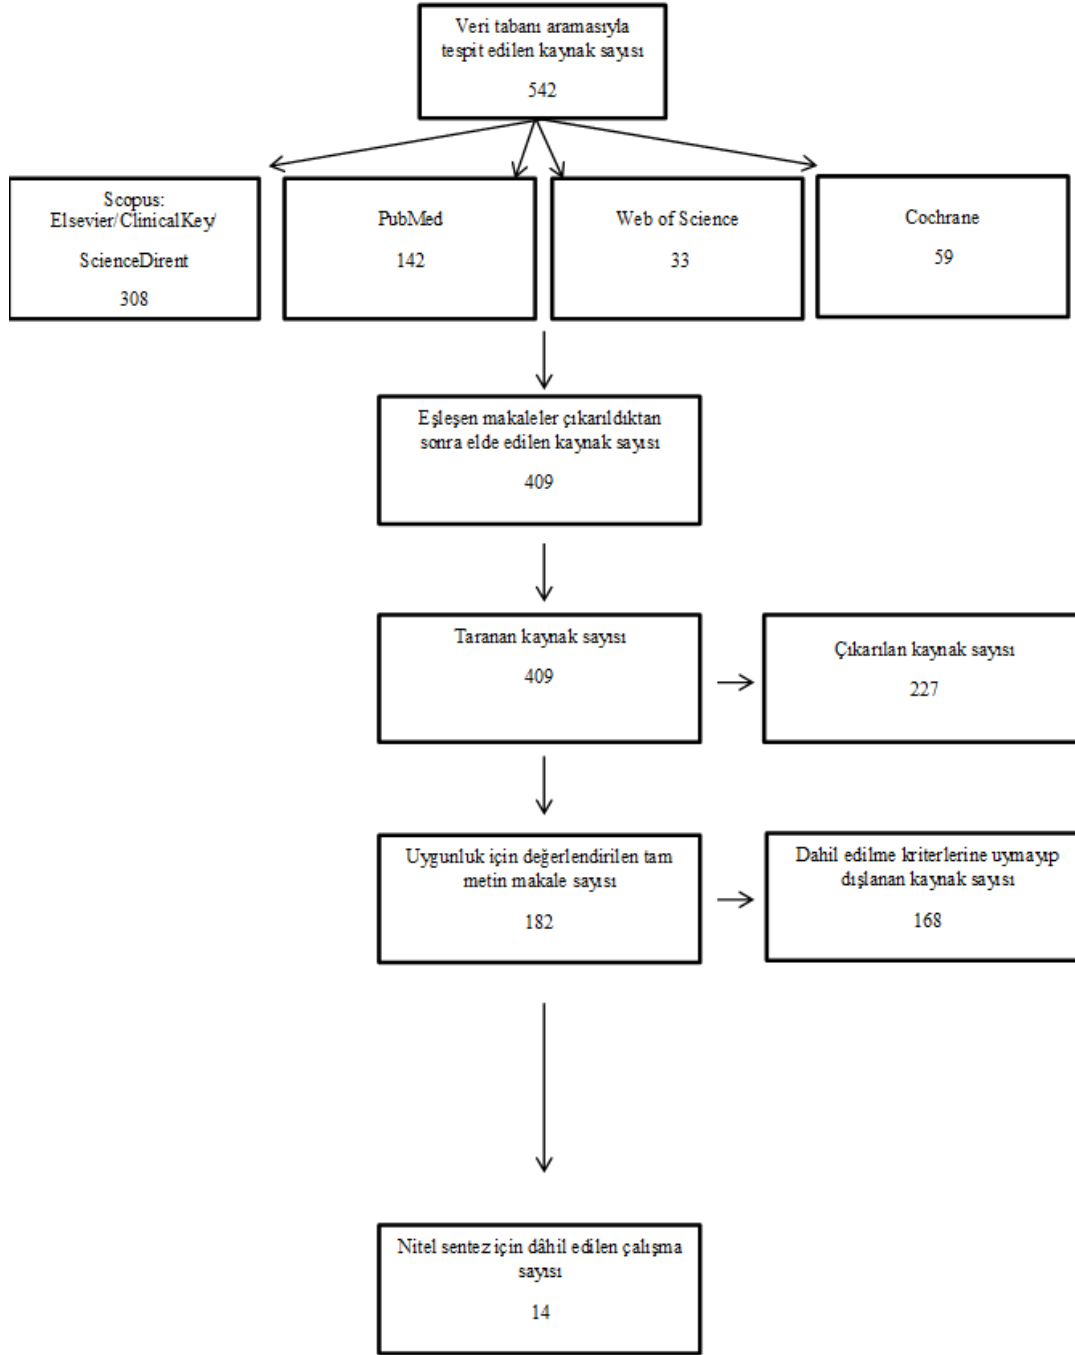 Veri tabanı aramasıyla
tespit edilen kaynak sayısı
542
Scopus:
Elsevier/ClinicalKey/
ScienceDirent
308
PubMed
142
Web of Science
33
Cochrane
59
Eşleşen makaleler çıkarıldıktan
sonra elde edilen kaynak sayısı
409
Taranan kaynak sayısı
409
Çıkarılan kaynak sayısı
227
Uygunluk için değerlendirilen tam
metin makale sayısı
182
Dahil edilme kriterlerine uymayıp
dışlanan kaynak sayısı
168
Nitel sentez için dâhil edilen çalışma
sayısı
14